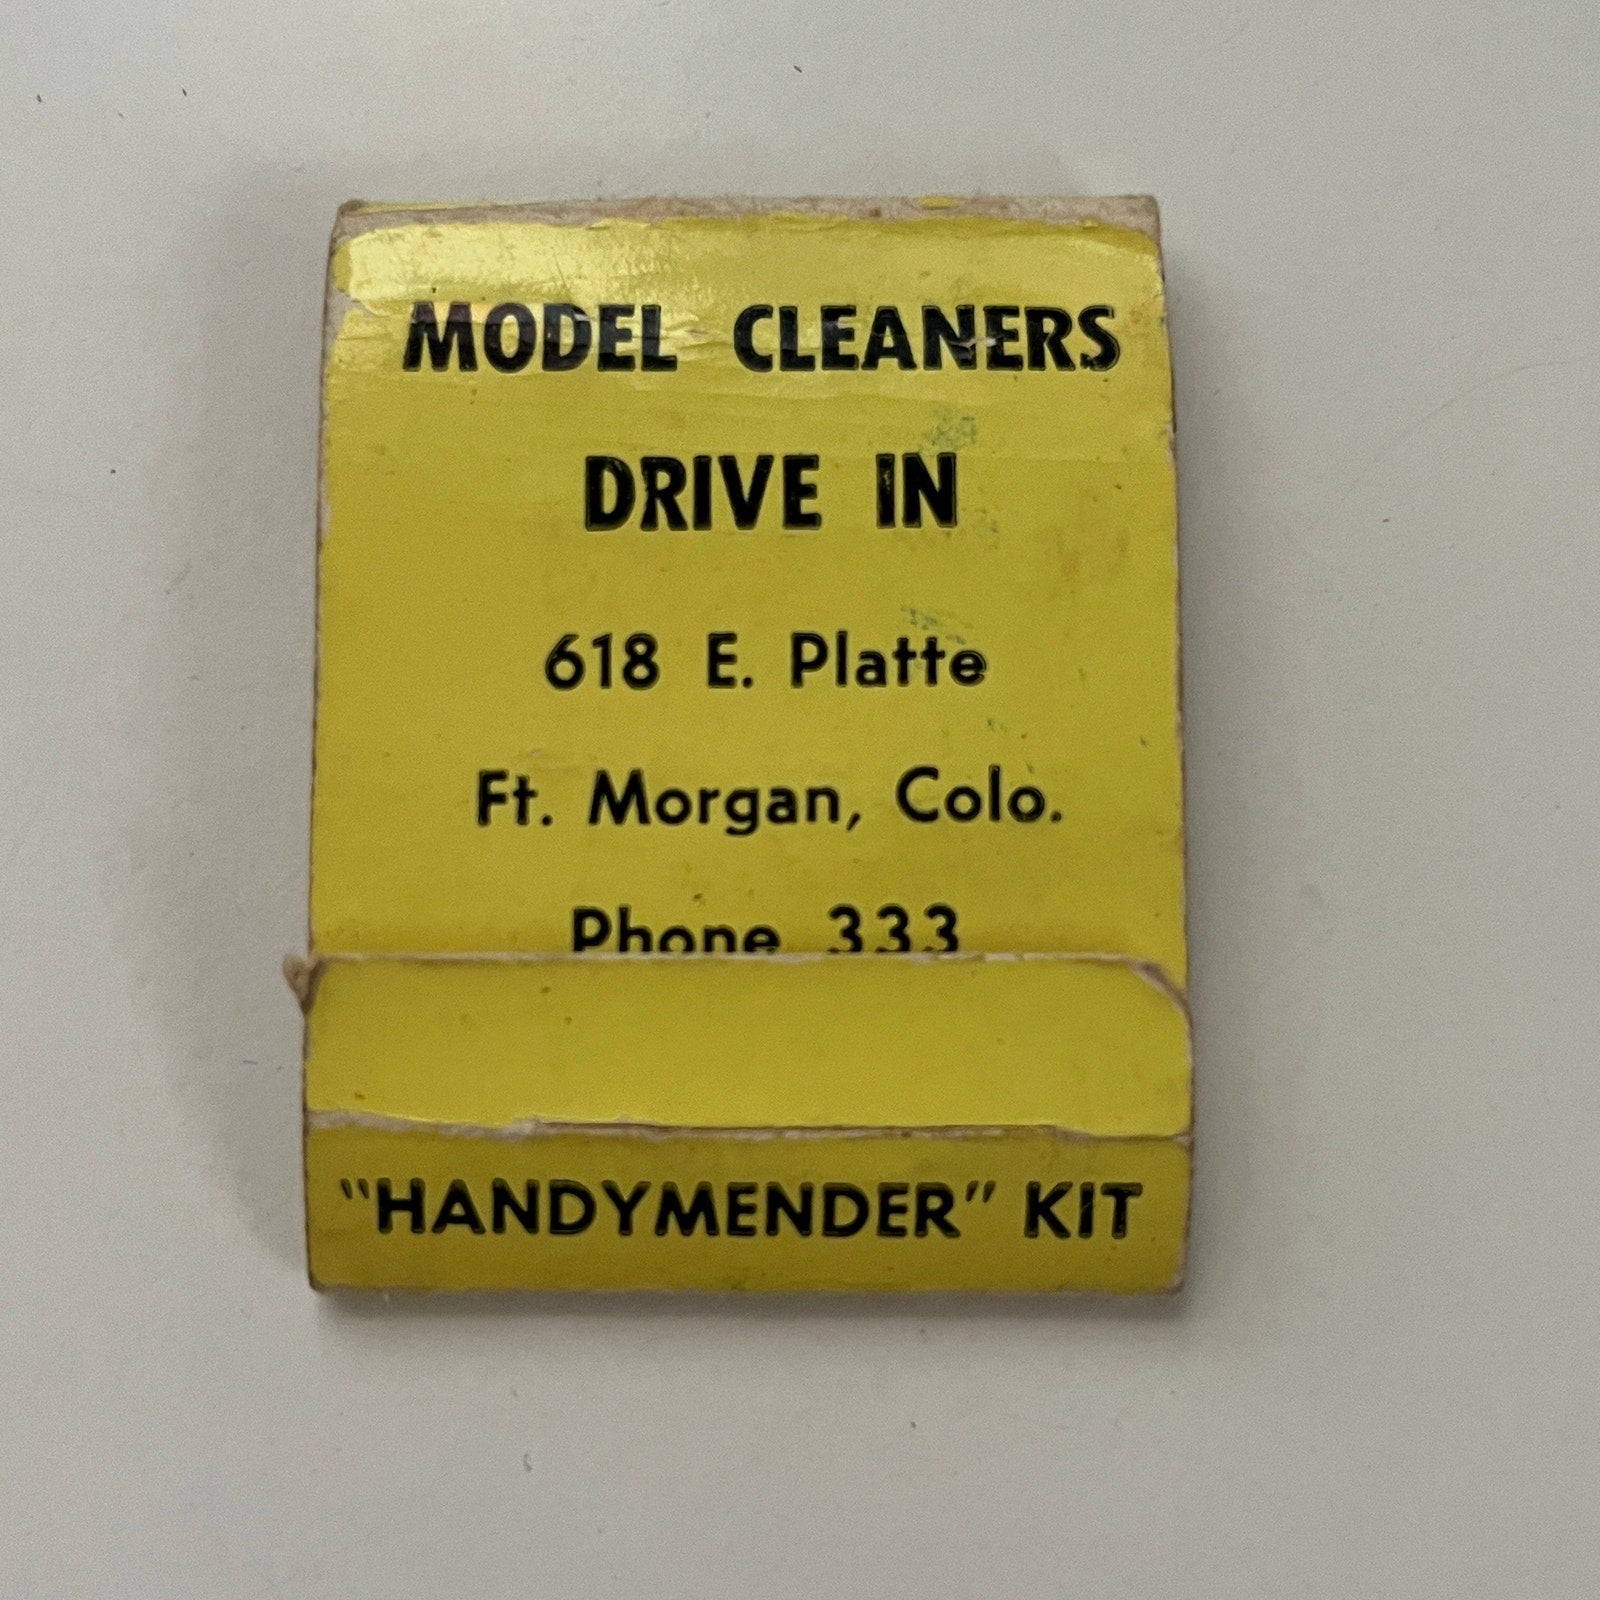 MODEL CLEANERS
DRIVE IN
618 E. Platte
Ft. Morgan, Colo.
Phone 333
"HANDYMENDER" KIT